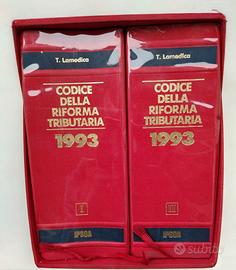 T. Lamedica
CODICE
DELLA
RIFORMA
TRIBUTARIA
1993
I
IPSOA
T. Lamedica
CODICE
DELLA
RIFORMA
TRIBUTARIA
1993
IPSOA
subito